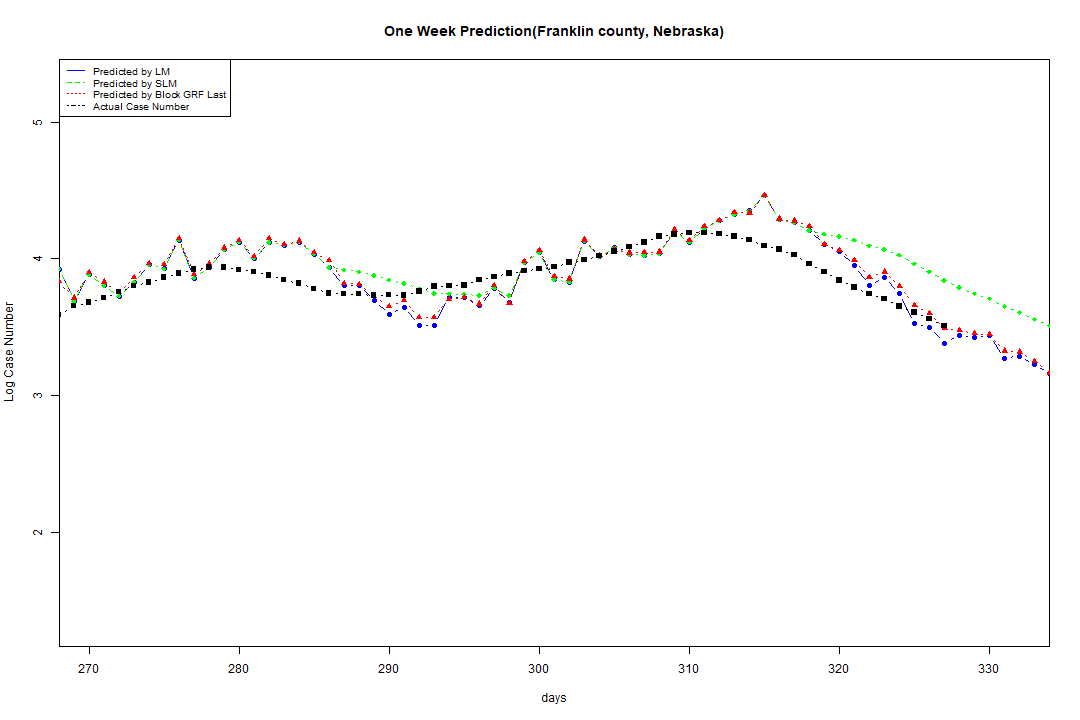 One Week Prediction(Franklin county, Nebraska)
Predicted by LM
Predicted by SLM
Predicted by Block GRF Last
Actual Case Number
5
4
3
2
Log Case Number
270 280 290 300 310 320 330
days